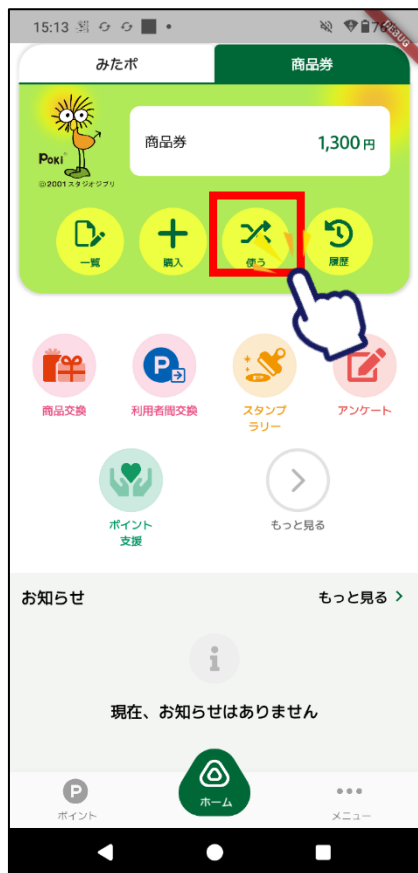 15:13
みたポ
商品券
POKI
©2001スタジオジブリ
商品券
1,300 円
一覧
購入
使う
履歴
商品交換
利用者間交換
スタンプ
ラリー
アンケート
ポイント
支援
もっと見る
お知らせ
もっと見る
現在、お知らせはありません
ポイント
ホーム
メニュー